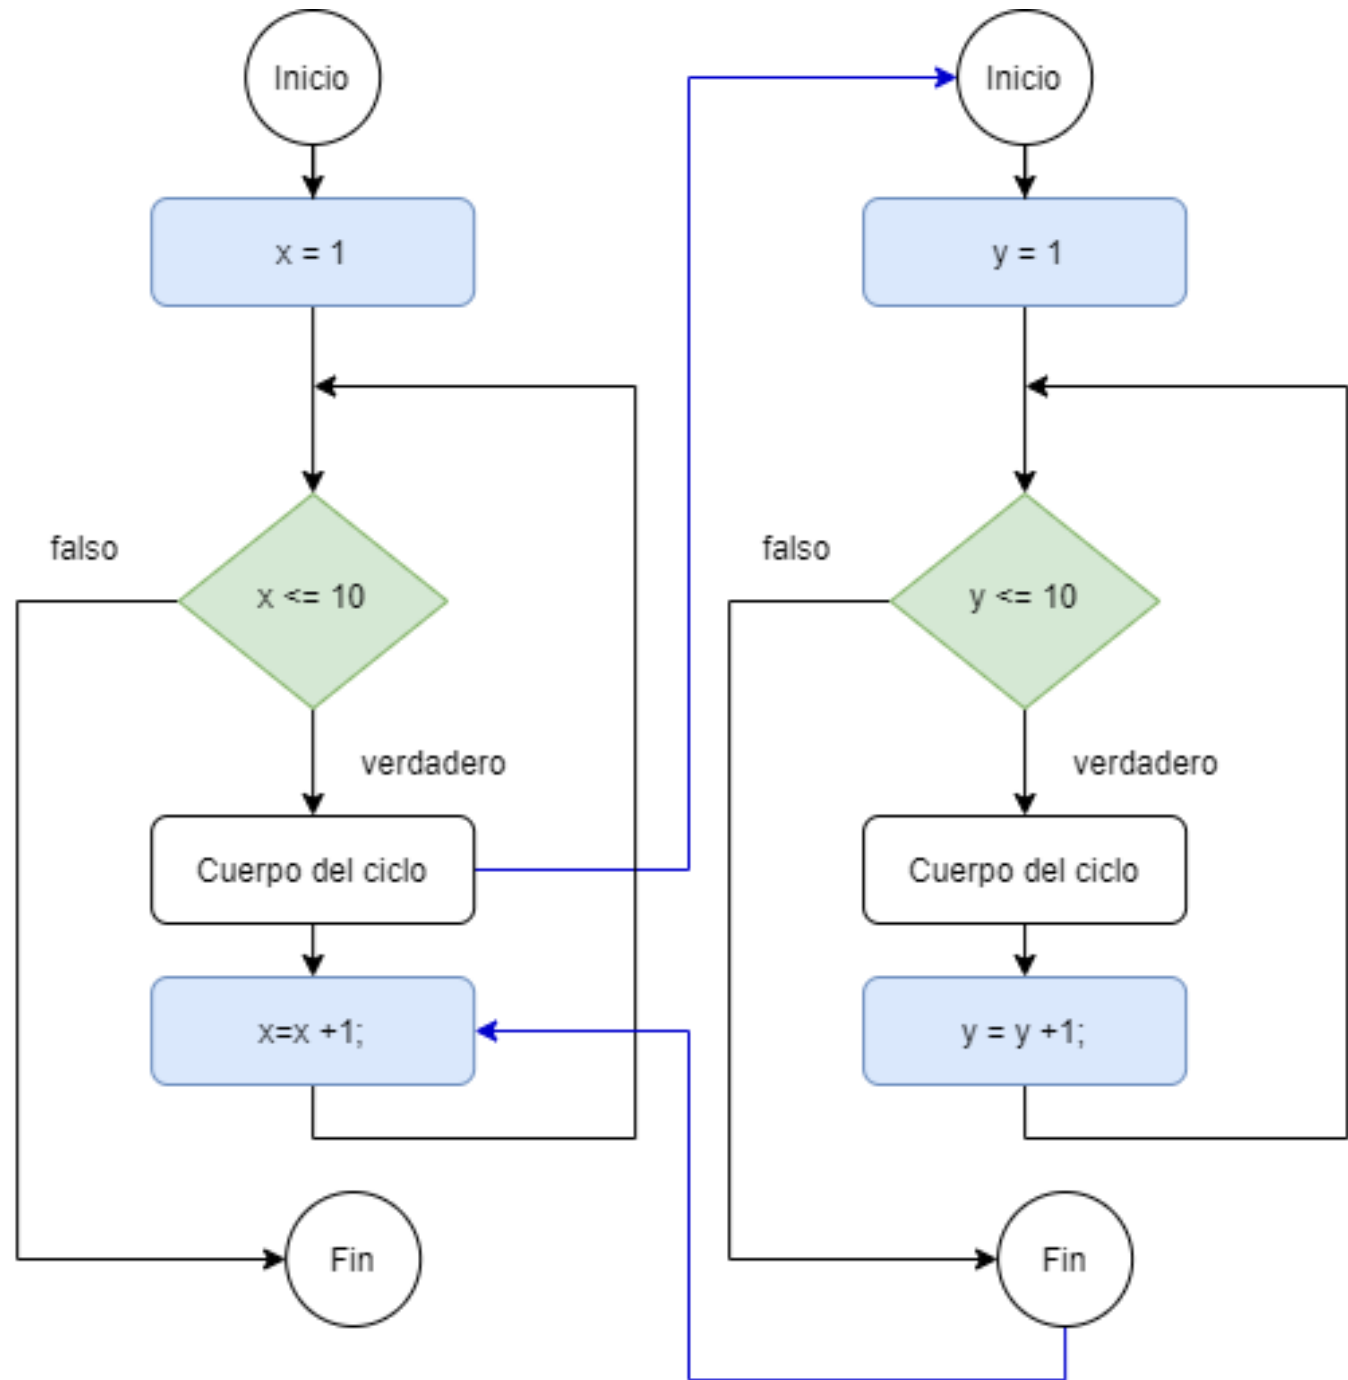 Inicio
x = 1
falso
x <= 10
verdadero
Cuerpo del ciclo
x=x +1;
Fin
Inicio
y = 1
falso
y <= 10
verdadero
Cuerpo del ciclo
y = y +1;
Fin